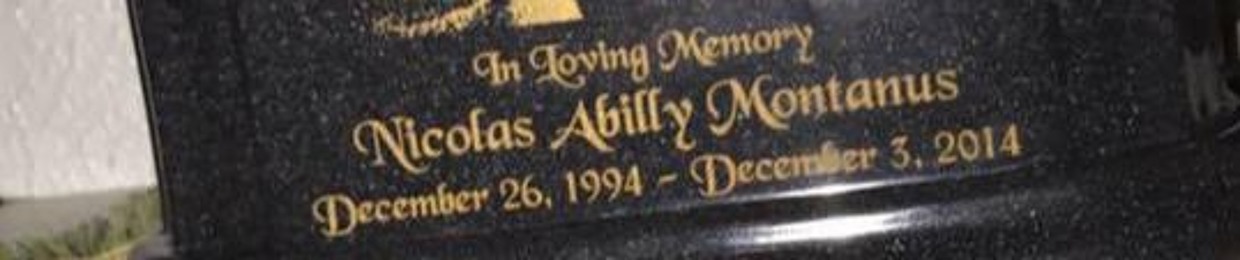 In Loving Memory
Nicolas Abilly Montanus
December 26, 1994 - December 3, 2014